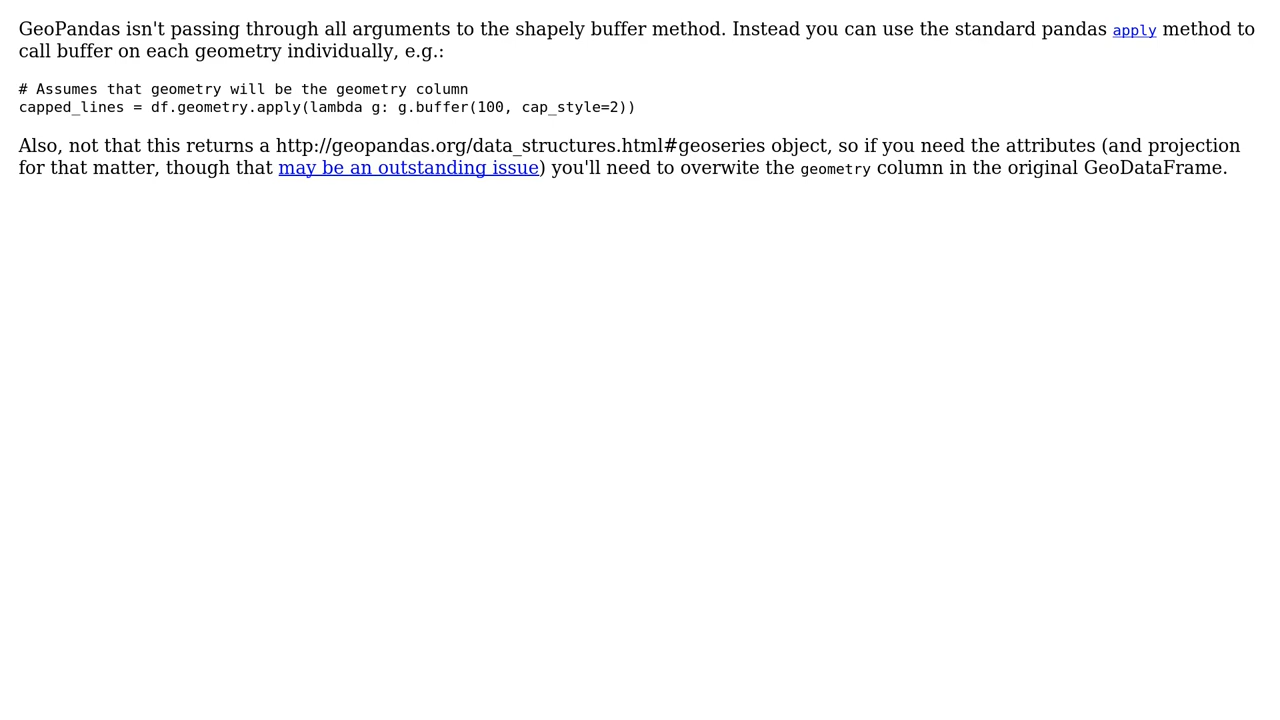 GeoPandas isn't passing through all arguments to the shapely buffer method. Instead you can use the standard pandas apply method to
call buffer on each geometry individually, e.g.:
# Assumes that geometry will be the geometry column
capped_lines = df.geometry.apply(lambda g: g.buffer(100, cap_style=2))
Also, not that this returns a http://geopandas.org/data_structures.html#geoseries object, so if you need the attributes (and projection
for that matter, though that may be an outstanding issue) you'll need to overwite the geometry column in the original GeoDataFrame.